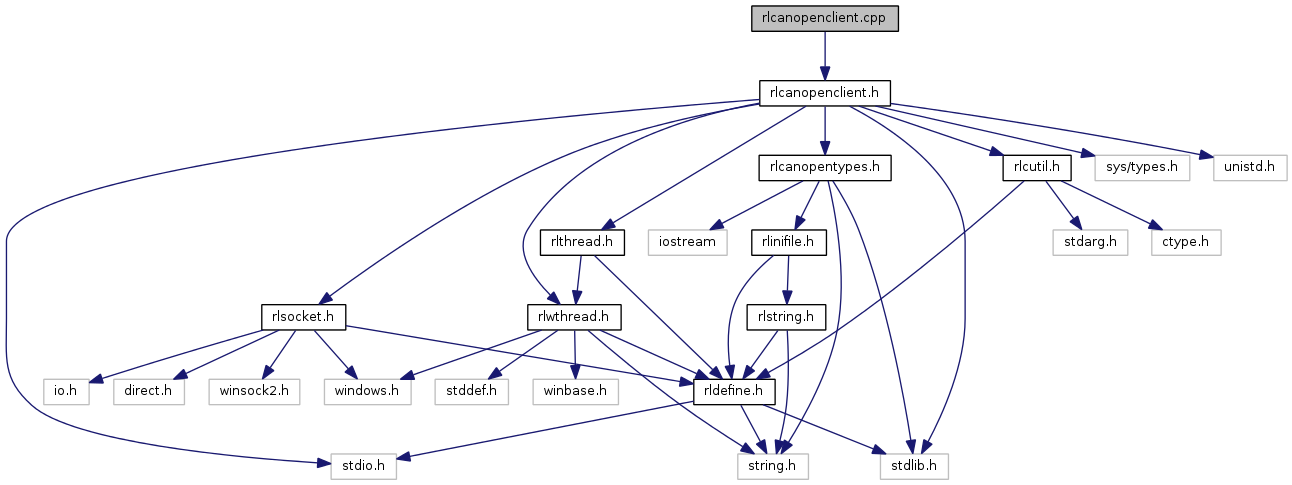 rlcanopenclient.cpp
rlcanopenclient.h
rlcanopentypes.h
rlcutil.h
sys/types.h
unistd.h
rlthread.h
iostream
rlinifile.h
stdarg.h
ctype.h
rlsocket.h
rlwthread.h
rlstring.h
io.h
direct.h
winsock2.h
windows.h
stddef.h
winbase.h
rldefine.h
stdio.h
string.h
stdlib.h